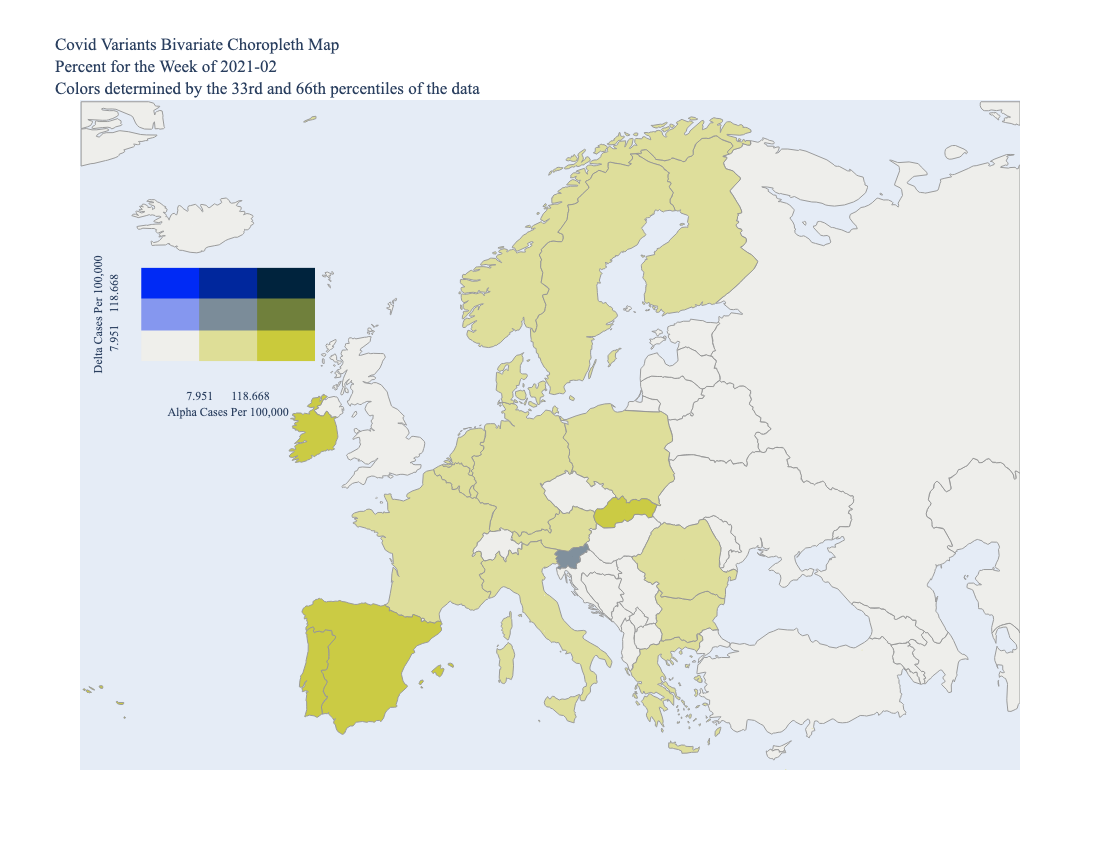 Covid Variants Bivariate Choropleth Map
Percent for the Week of 2021-02
Colors determined by the 33rd and 66th percentiles of the data
Delta Cases Per 100,000
7.951 118.668
7.951 118.668
Alpha Cases Per 100,000